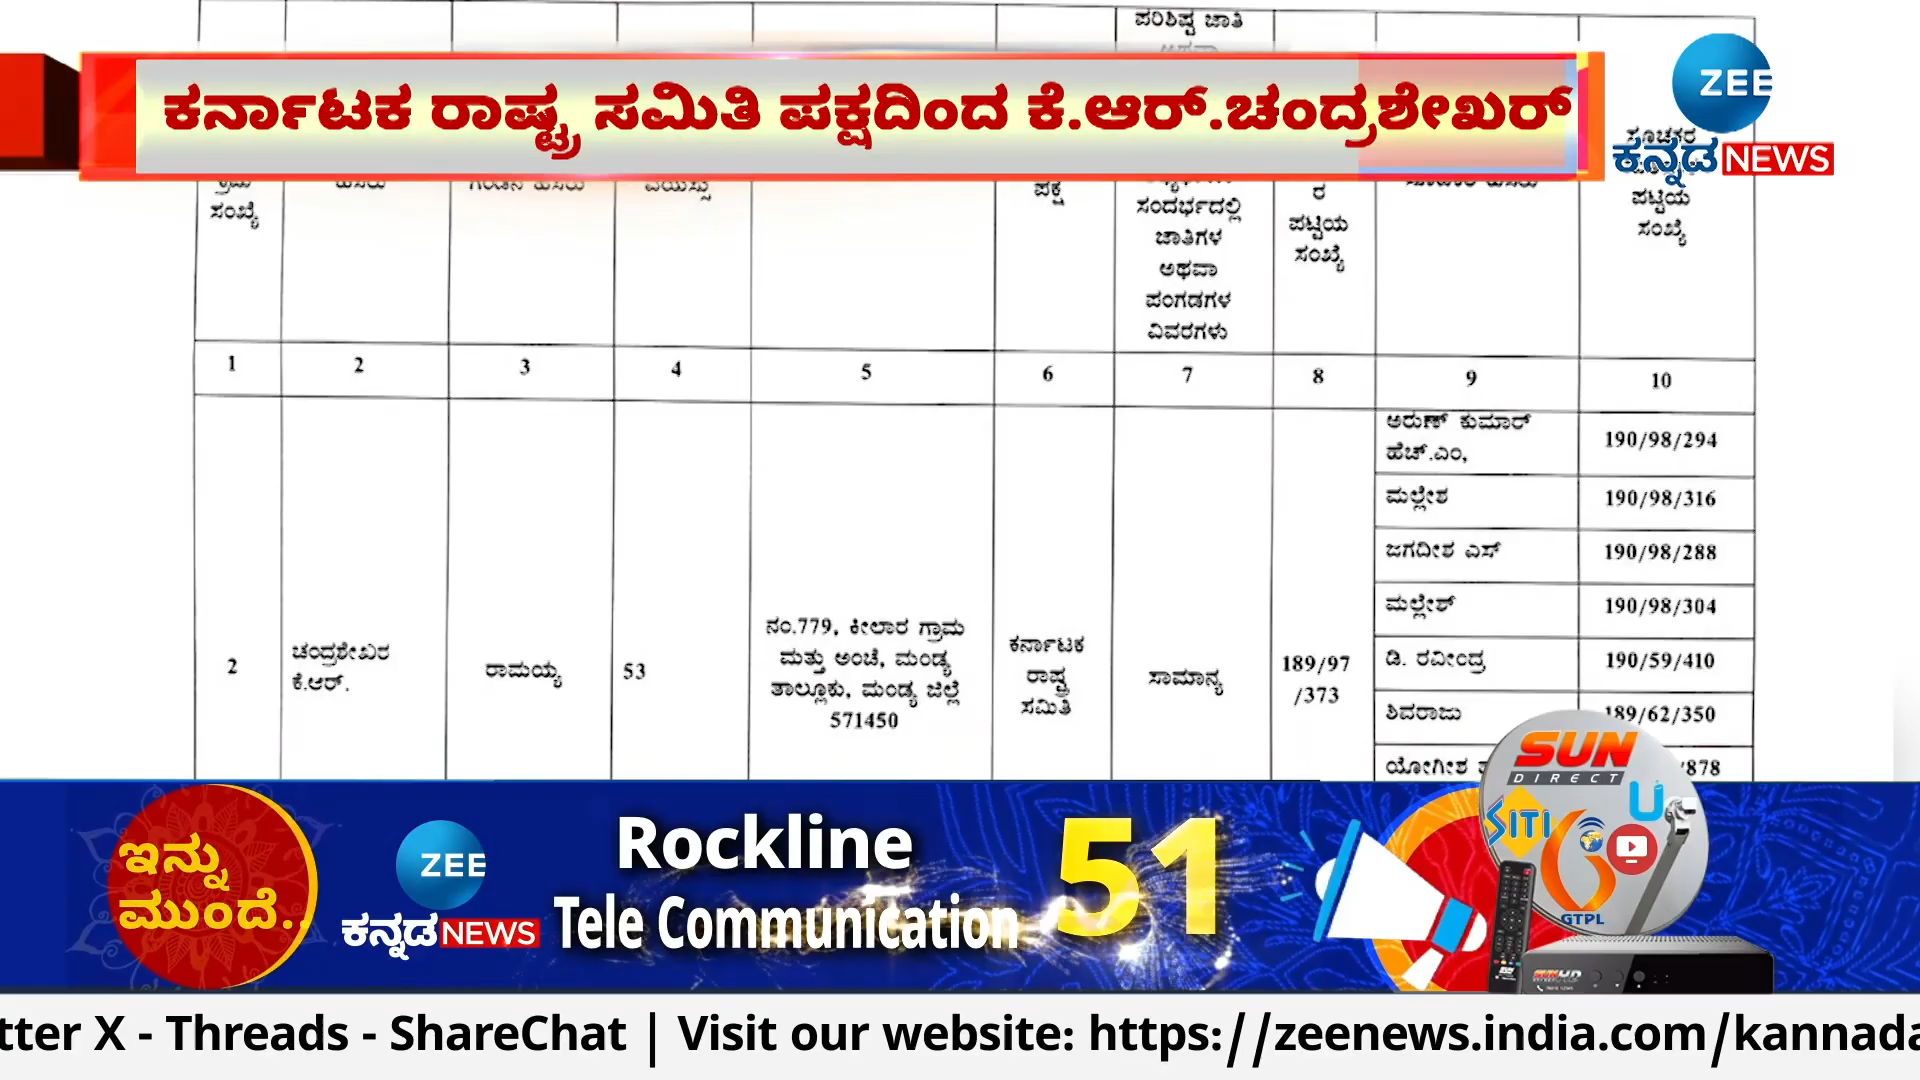 ಪರಿಶಿಷ್ಟ ಜಾತಿ
ಕರ್ನಾಟಕ ರಾಷ್ಟ್ರ ಸಮಿತಿ ಪಕ್ಷದಿಂದ ಕೆ.ಆರ್.ಚಂದ್ರಶೇಖರ್
ZEE
ಕನ್ನಡ NEWS
ಸಂಖ್ಯೆ
ಪಕ್ಷ
ಸಂದರ್ಭದಲ್ಲಿ
ಜಾತಿಗಳ
ಅಥವಾ
ಪಂಗಡಗಳ
ವಿವರಗಳು
ರ
ಪಟ್ಟಿಯ
ಸಂಖ್ಯೆ
ಪಟ್ಟಿಯ
ಸಂಖ್ಯೆ
1 2 3 4 5 6 7 8 9 10
2
ಚಂದ್ರಶೇಖರ
ಕೆ.ಆರ್.
ರಾಮಯ್ಯ
53
ನಂ.779, ಕೀಲಾರ ಗ್ರಾಮ
ಮತ್ತು ಅಂಚೆ, ಮಂಡ್ಯ
ತಾಲ್ಲೂಕು, ಮಂಡ್ಯ ಜಿಲ್ಲೆ
571450
ಕರ್ನಾಟಕ
ರಾಷ್ಟ್ರ
ಸಮಿತಿ
ಸಾಮಾನ್ಯ
189/97
/373
ಅರುಣ್ ಕುಮಾರ್
ಹೆಚ್.ಎಂ, 190/98/294
ಮಲ್ಲೇಶ 190/98/316
ಜಗದೀಶ ಎಸ್ 190/98/288
ಮಲ್ಲೇಶ್ 190/98/304
ಡಿ. ರವೀಂದ್ರ 190/59/410
ಶಿವರಾಜು 189/62/350
ಯೋಗೀಶ /878
ಇನ್ನು
ಮುಂದೆ..
ZEE
ಕನ್ನಡ NEWS
Rockline
Tele Communication
51
SUN
DIRECT
SITI
U
GTPL
tter X - Threads - ShareChat | Visit our website: https://zeenews.india.com/kannada